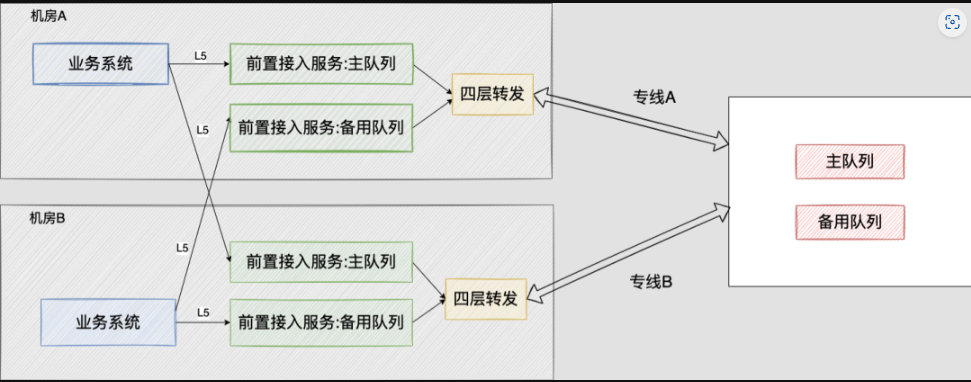 机房A
业务系统
L5
前置接入服务:主队列
四层转发
L5
前置接入服务:备用队列
专线A
主队列
备用队列
机房B
L5
前置接入服务:主队列
专线B
四层转发
业务系统
L5
前置接入服务:备用队列